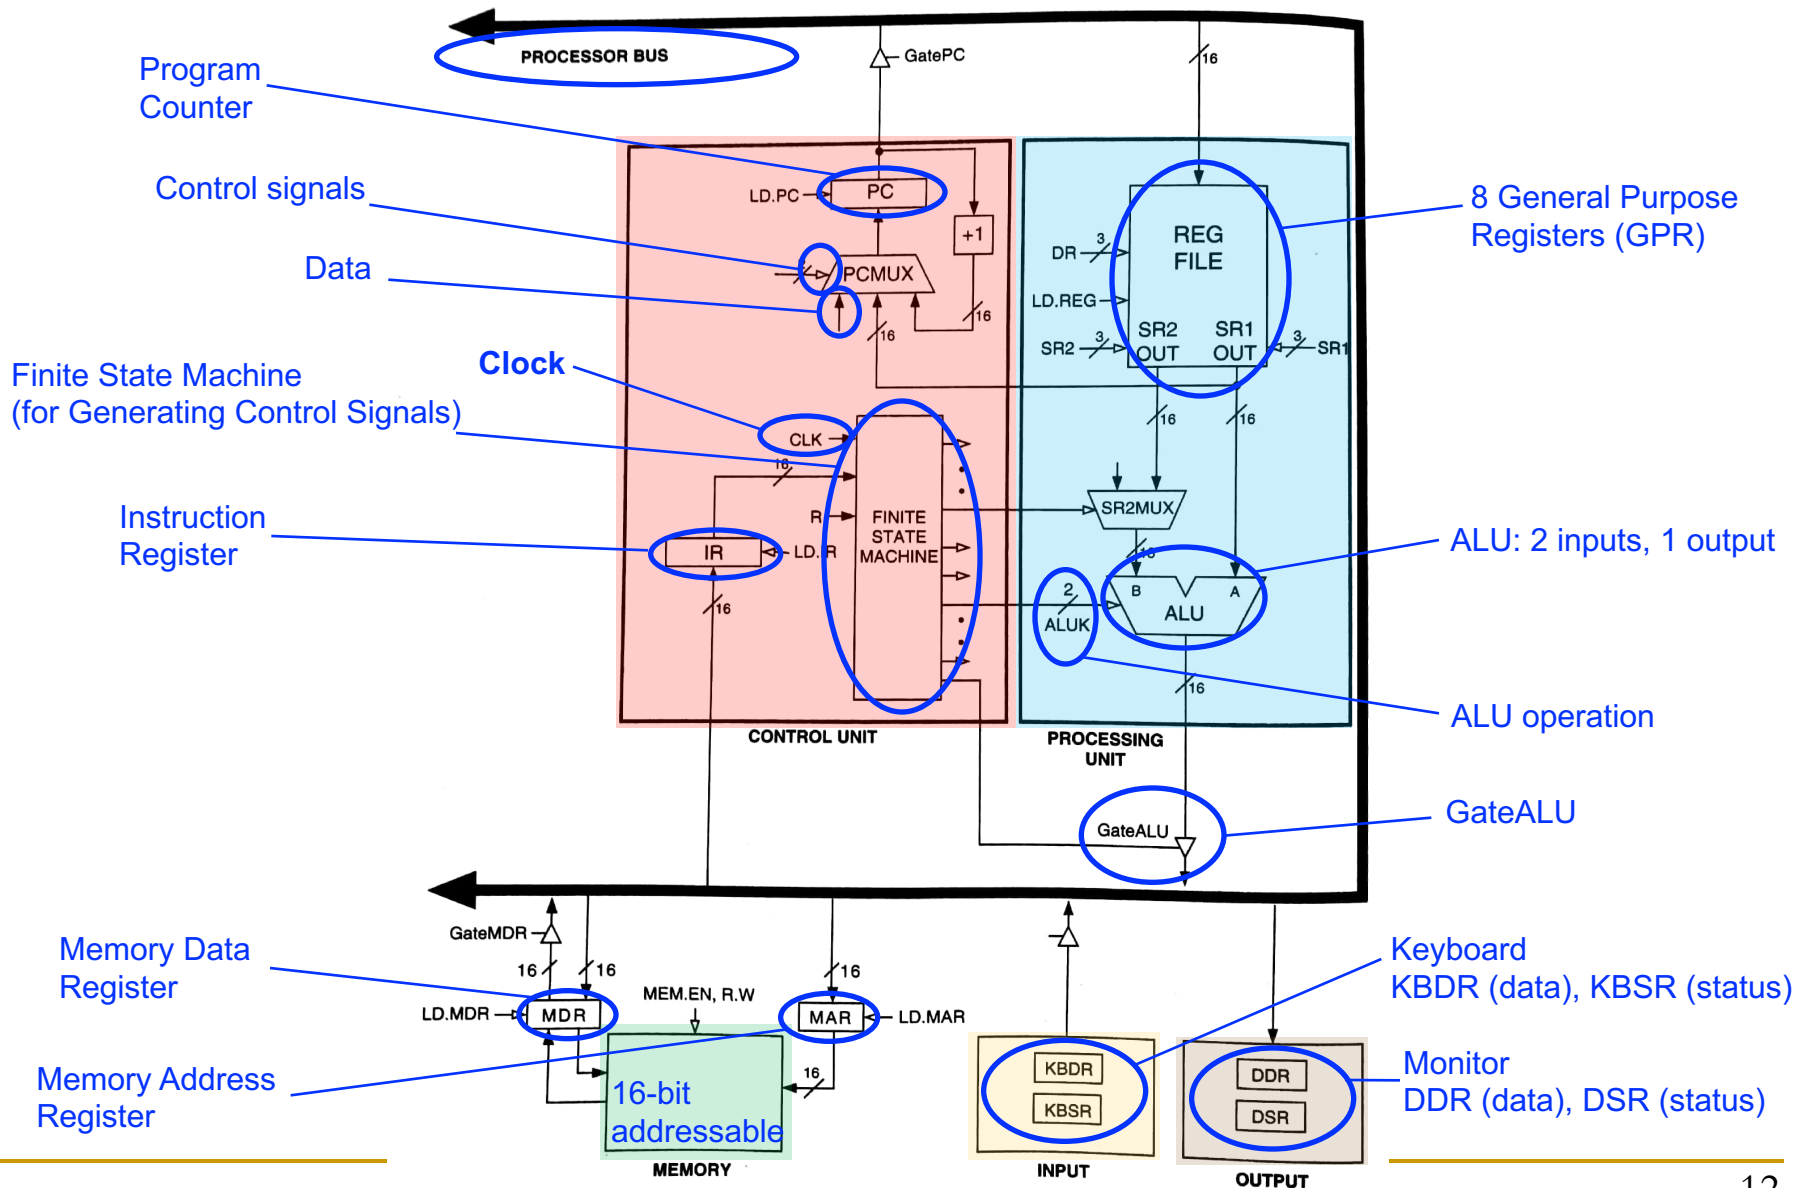 PROCESSOR BUS
GatePC
16
Program
Counter
Control signals
Data
LD.PC
PC
+1
PCMUX
16
16
8 General Purpose
Registers (GPR)
REG
FILE
DR
3
LD.REG
SR2
3
SR2
OUT
SR1
OUT
3
SR1
Finite State Machine
(for Generating Control Signals)
Clock
CLK
16
16
16
R
FINITE
STATE
MACHINE
Instruction
Register
IR
LD.IR
16
SR2MUX
16
ALU: 2 inputs, 1 output
B
A
ALU
2
ALUK
16
ALU operation
CONTROL UNIT
PROCESSING
UNIT
GateALU
GateALU
Memory Data
Register
GateMDR
16
16
LD.MDR
MDR
MEM.EN, R.W
16
MAR
LD.MAR
Keyboard
KBDR (data), KBSR (status)
Memory Address
Register
16-bit
addressable
16
KBDR
KBSR
DDR
DSR
Monitor
DDR (data), DSR (status)
MEMORY
INPUT
OUTPUT